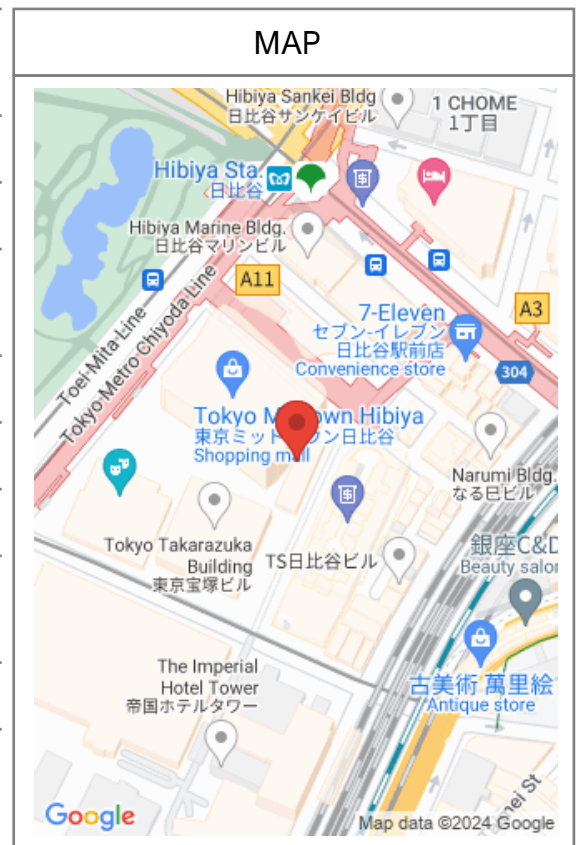 MAP
Hibiya Sankei Bldg
日比谷サンケイビル
1 CHOME
1丁目
Hibiya Sta.
日比谷
Hibiya Marine Bldg.
日比谷マリンビル
A11
Toei-Mita-Line
Tokyo Metro Chiyoda Line
7-Eleven
セブン-イレブン
日比谷駅前店
Convenience store
A3
304
Tokyo M town Hibiya
東京ミッドタウン日比谷
Shopping mall
Narumi Bldg.
なる巳ビル
Tokyo Takarazuka
Building
東京宝塚ビル
TS日比谷ビル
銀座C&D
Beauty salon
The Imperial
Hotel Tower
帝国ホテルタワー
古美術 萬里絵
Antique store
St
Google
Map data ©2024 Google